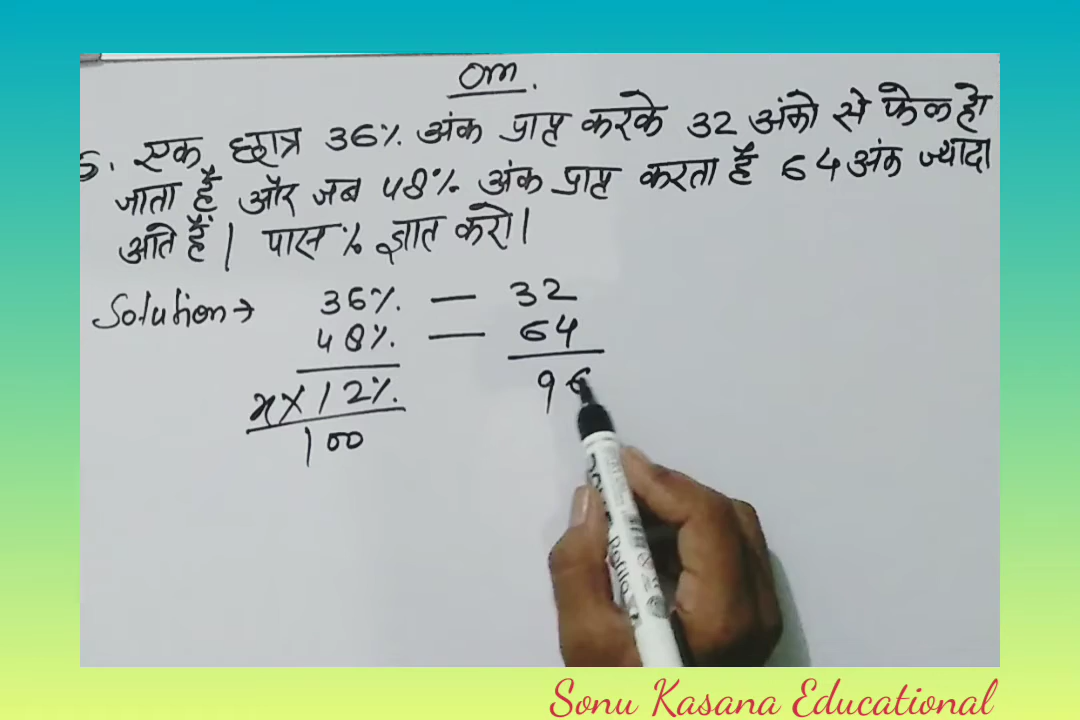 om.
5. एक छात्र 36% अंक प्राप्त करके 32 अंको से फेल हो
जाता है और जब 48% अंक प्राप्त करता है 64 अंक ज्यादा
आते हैं। पास % ज्ञात करो।
Solution → 36% — 32
48% — 64
x × 12% 96
100
Sonu Kasana Educational